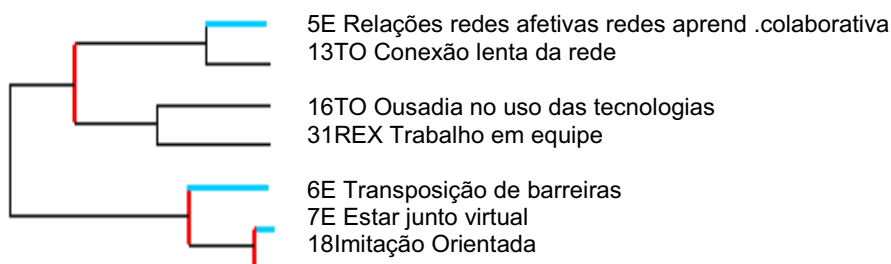 5E Relações redes afetivas redes aprend .colaborativa
13TO Conexão lenta da rede
16TO Ousadia no uso das tecnologias
31REX Trabalho em equipe
6E Transposição de barreiras
7E Estar junto virtual
18Imitação Orientada